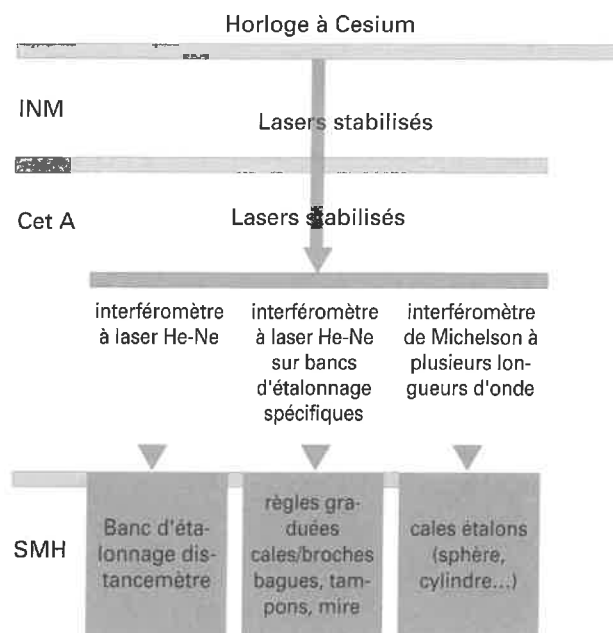 Horloge à Cesium
INM
Lasers stabilisés
Cet A
Lasers stabilisés
interféromètre
à laser He-Ne
interféromètre
à laser He-Ne
sur bancs
d'étalonnage
spécifiques
interféromètre
de Michelson à
plusieurs lon-
gueurs d'onde
SMH
Banc d'éta-
lonnage dis-
tancemètre
règles gra-
duées
cales/broches
bagues, tam-
pons, mire
cales étalons
(sphère,
cylindre...)